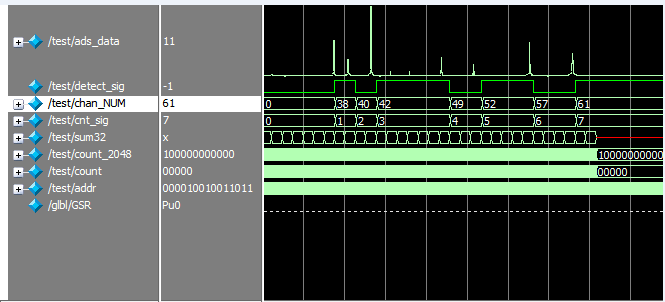 /test/ads_data 11
/test/detect_sig -1
/test/chan_NUM 61 0 38 40 42 49 52 57 61
/test/cnt_sig 7 0 1 2 3 4 5 6 7
/test/sum32 x
/test/count_2048 100000000000 10000000000
/test/count 00000 00000
/test/addr 000010010011011
/glbl/GSR Pu0